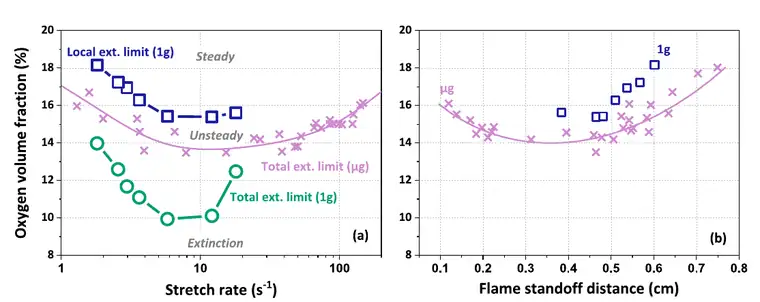 Oxygen volume fraction (%)
20
18
16
14
12
10
8
Local ext. limit (1g)
Steady
Unsteady
Total ext. limit (µg)
Total ext. limit (1g)
Extinction
(a)
1
10
100
Stretch rate (s-1)
20
18
16
14
12
10
8
1g
µg
(b)
0.1
0.2
0.3
0.4
0.5
0.6
0.7
0.8
Flame standoff distance (cm)